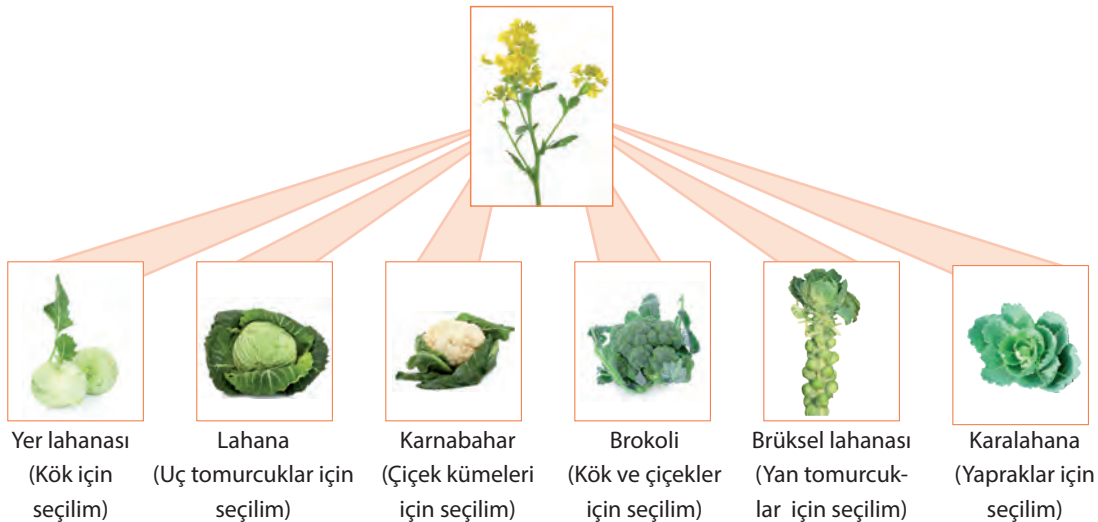 Yer lahanası
(Kök için
seçilim)
Lahana
(Uç tomurcuklar için
seçilim)
Karnabahar
(Çiçek kümeleri
için seçilim)
Brokoli
(Kök ve çiçekler
için seçilim)
Brüksel lahanası
(Yan tomurcuk-
lar için seçilim)
Karalahana
(Yapraklar için
seçilim)